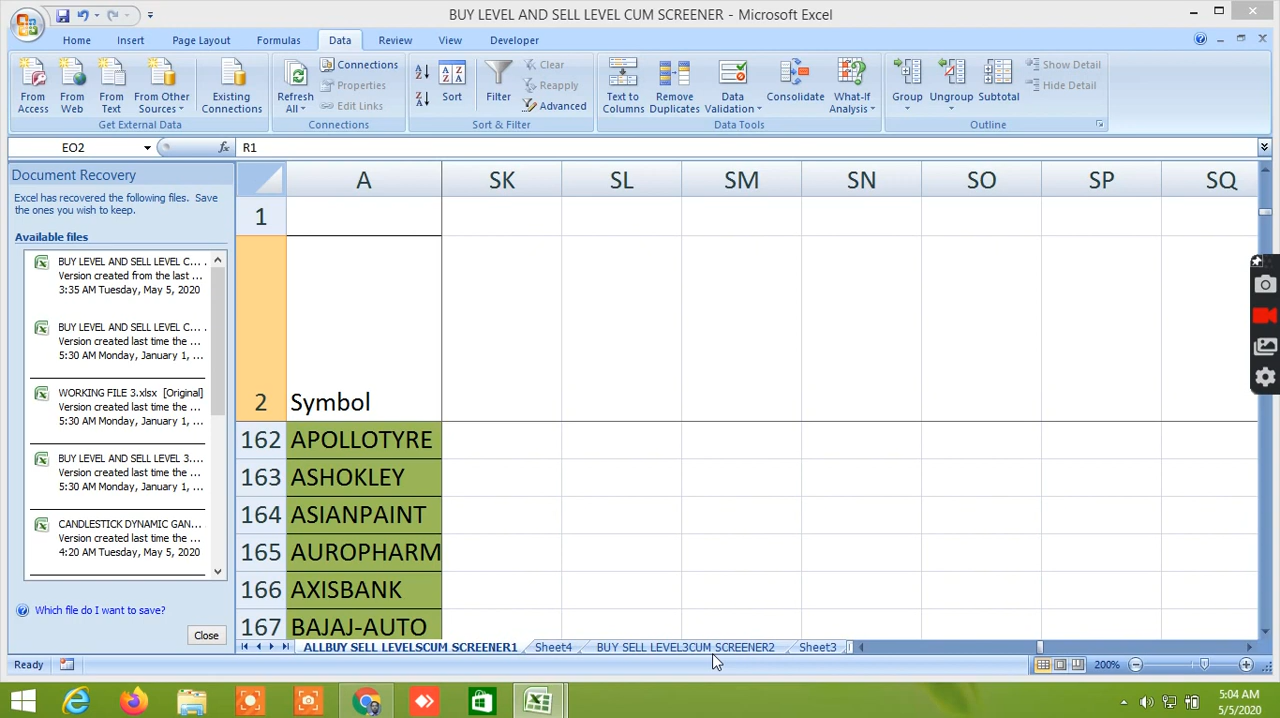 BUY LEVEL AND SELL LEVEL CUM SCREENER - Microsoft Excel
Home Insert Page Layout Formulas Data Review View Developer
Connections Clear Show Detail
Properties Reapply Hide Detail
From Access From Web From Text From Other Sources Existing Connections Refresh All Edit Links Sort Filter Advanced Text to Columns Remove Duplicates Data Validation Consolidate What-If Analysis Group Ungroup Subtotal
Get External Data Connections Sort & Filter Data Tools Outline
EO2 fx R1
Document Recovery
Excel has recovered the following files. Save
the ones you wish to keep.
Available files
BUY LEVEL AND SELL LEVEL C... .
Version created from the last ...
3:35 AM Tuesday, May 5, 2020
BUY LEVEL AND SELL LEVEL C... .
Version created last time the ...
5:30 AM Monday, January 1, ...
WORKING FILE 3.xlsx [Original]
Version created last time the ...
5:30 AM Monday, January 1, ...
BUY LEVEL AND SELL LEVEL 3....
Version created last time the ...
5:30 AM Monday, January 1, ...
CANDLESTICK DYNAMIC GAN...
Version created last time the ...
4:20 AM Tuesday, May 5, 2020
Which file do I want to save?
Close
A SK SL SM SN SO SP SQ
1
2 Symbol
162 APOLLOTYRE
163 ASHOKLEY
164 ASIANPAINT
165 AUROPHARM
166 AXISBANK
167 BAJAJ-AUTO
ALLBUY SELL LEVELSCUM SCREENER1 Sheet4 BUY SELL LEVEL3CUM SCREENER2 Sheet3
Ready 200%
5:04 AM
5/5/2020